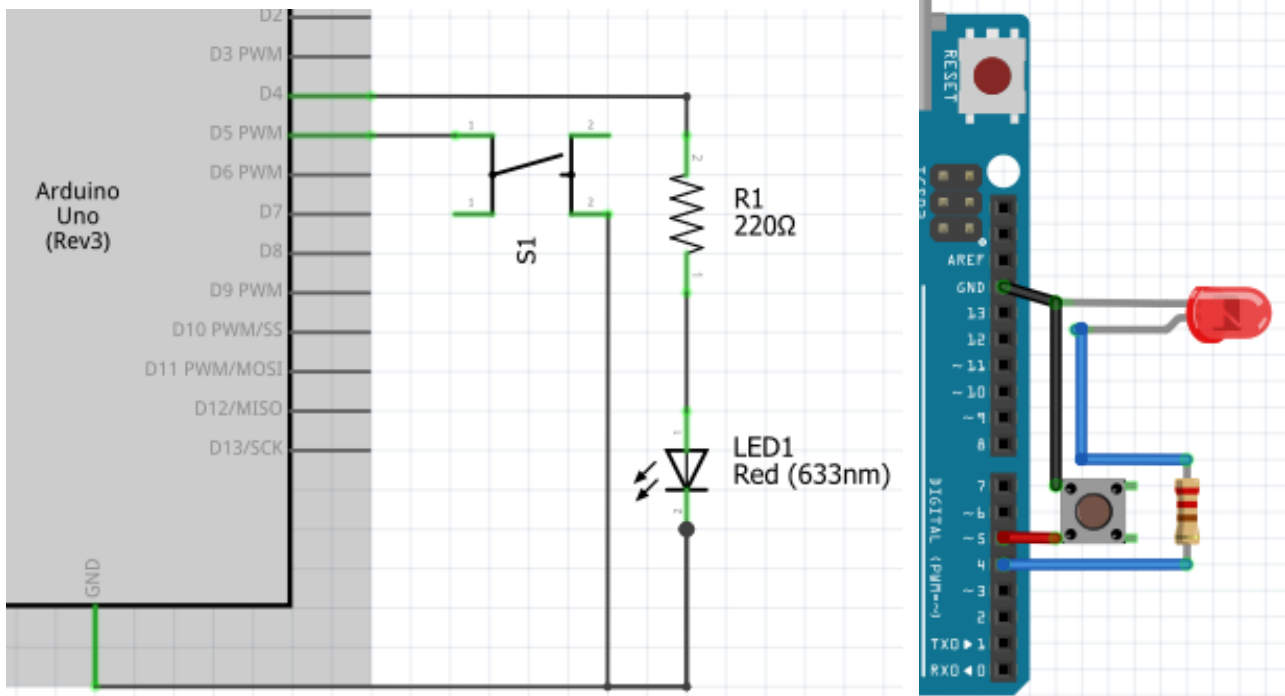 D2
D3 PWM
D4
D5 PWM
D6 PWM
D7
D8
D9 PWM
D10 PWM/SS
D11 PWM/MOSI
D12/MISO
D13/SCK
Arduino
Uno
(Rev3)
GND
1
2
1
2
S1
2
R1
220Ω
1
1
LED1
Red (633nm)
2
RESET
AREF
GND
13
12
~11
~10
~9
8
7
~6
~5
4
~3
2
TXD▶1
RXD◀0
DIGITAL (PWM=~)